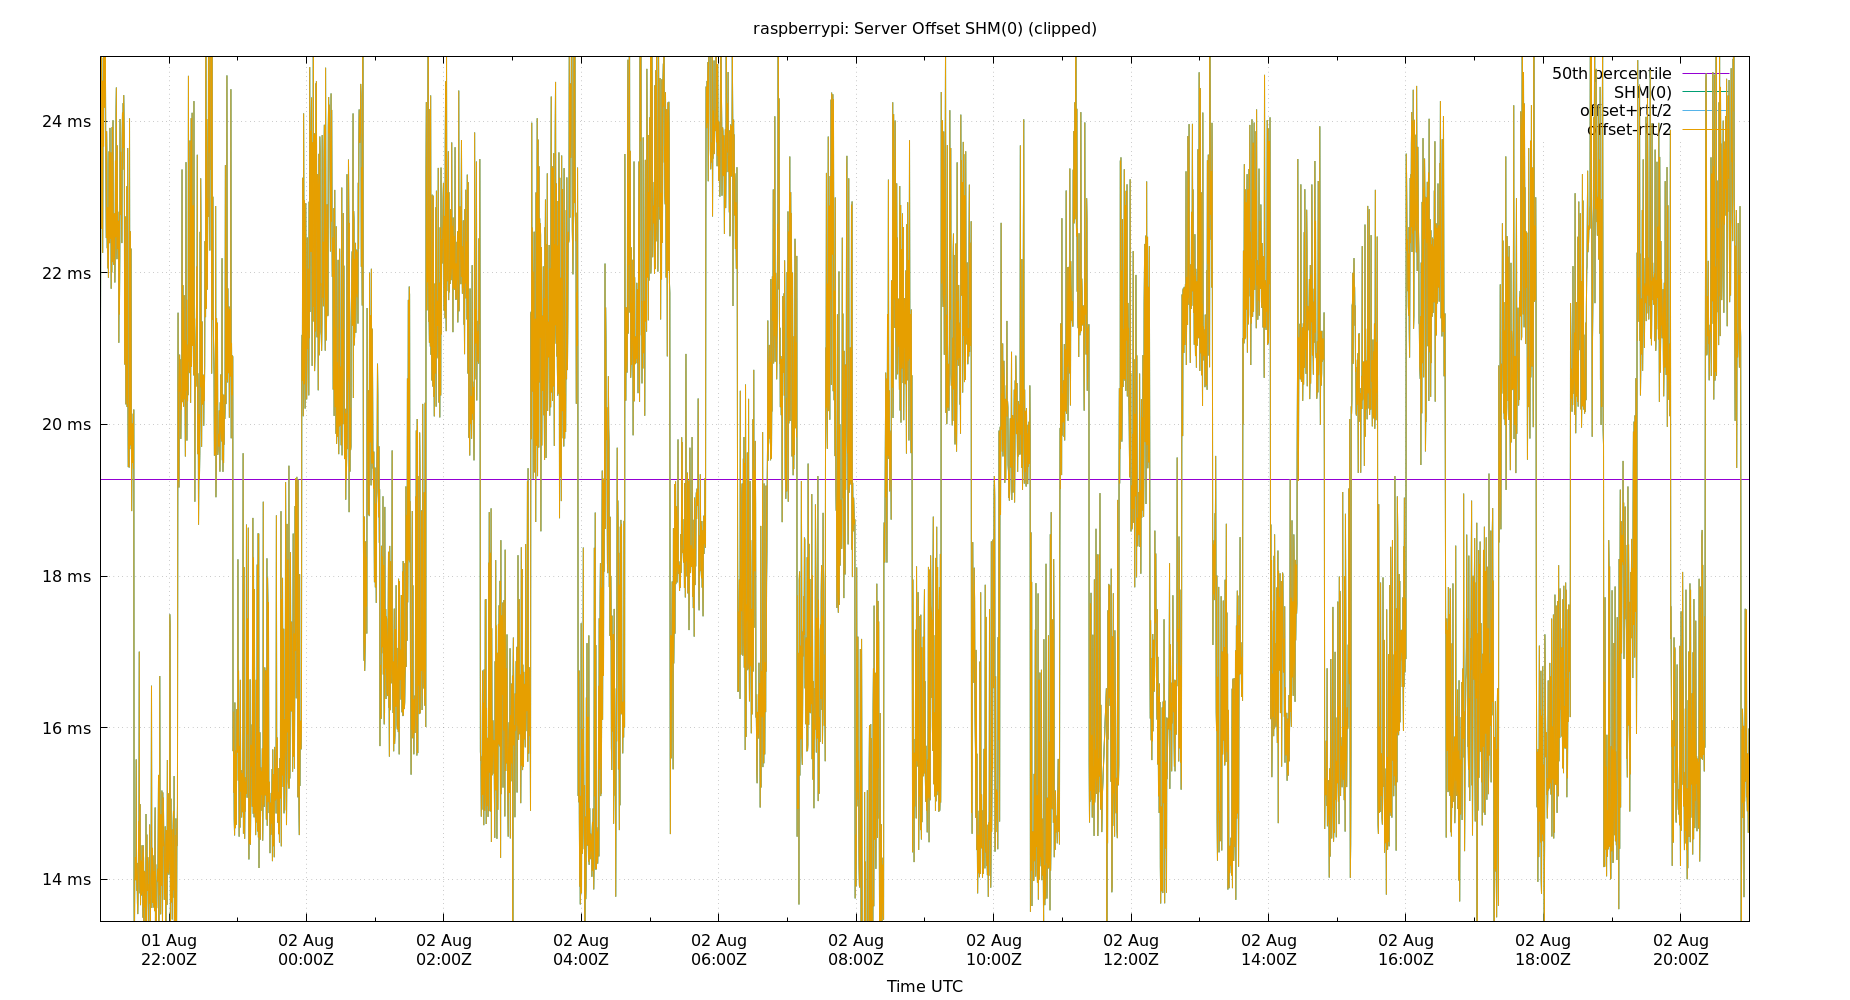 raspberrypi: Server Offset SHM(0) (clipped)
50th percentile
SHM(0)
offset+rtt/2
offset-rtt/2
24 ms
22 ms
20 ms
18 ms
16 ms
14 ms
01 Aug 02 Aug 02 Aug 02 Aug 02 Aug 02 Aug 02 Aug 02 Aug 02 Aug 02 Aug 02 Aug 02 Aug
22:00Z 00:00Z 02:00Z 04:00Z 06:00Z 08:00Z 10:00Z 12:00Z 14:00Z 16:00Z 18:00Z 20:00Z
Time UTC